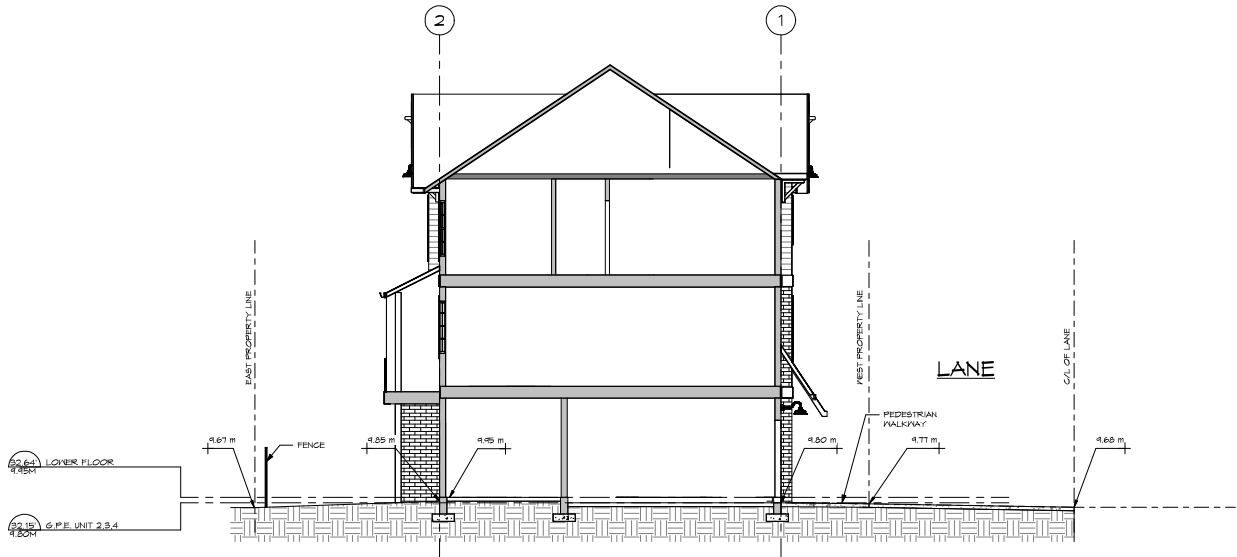 2
1
EAST PROPERTY LINE
WEST PROPERTY LINE
C/L OF LANE
LANE
PEDESTRIAN
WALKWAY
9.67 m
FENCE
9.85 m
9.95 m
9.80 m
9.77 m
9.68 m
32.64' LOWER FLOOR
9.95M
32.15' G.P.E. UNIT 2,3,4
9.80M